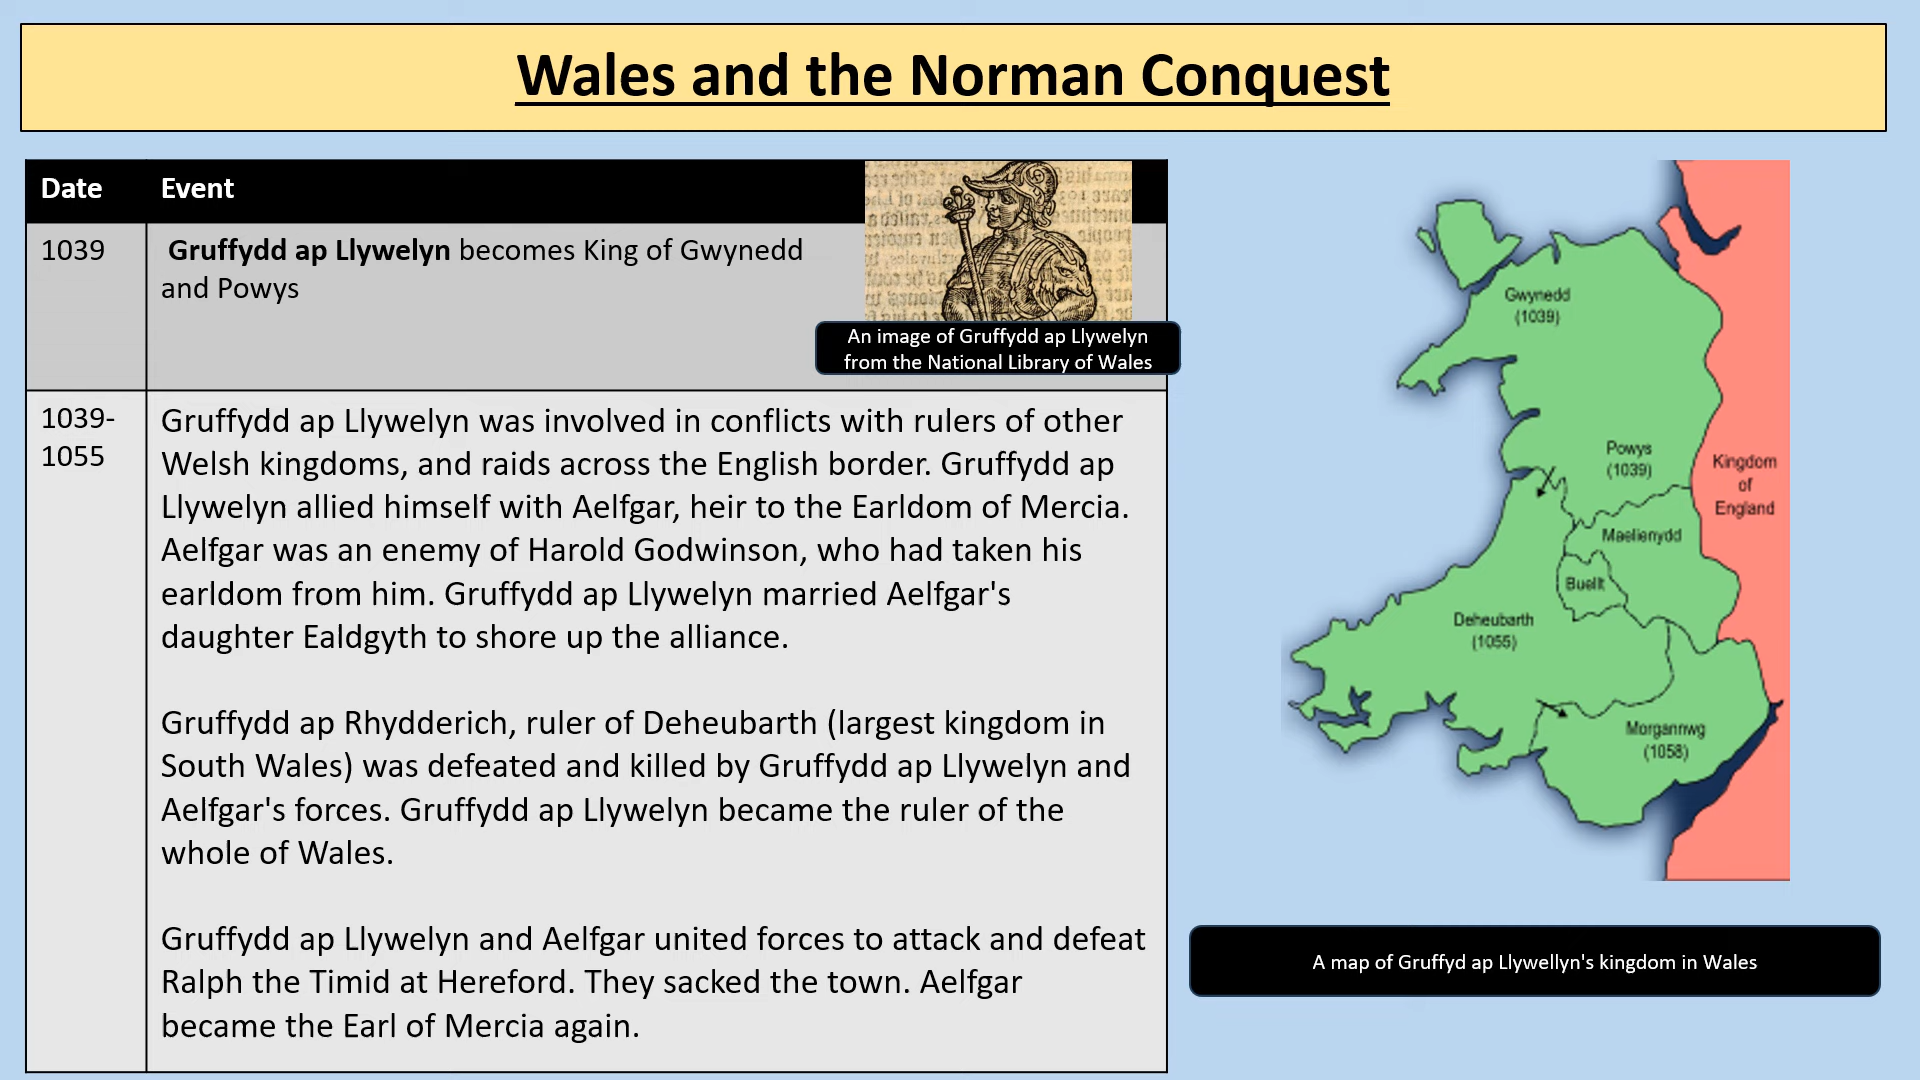 Wales and the Norman Conquest
Date
Event
1039
Gruffydd ap Llywelyn becomes King of Gwynedd
and Powys
An image of Gruffydd ap Llywelyn
from the National Library of Wales
1039-
1055
Gruffydd ap Llywelyn was involved in conflicts with rulers of other
Welsh kingdoms, and raids across the English border. Gruffydd ap
Llywelyn allied himself with Aelfgar, heir to the Earldom of Mercia.
Aelfgar was an enemy of Harold Godwinson, who had taken his
earldom from him. Gruffydd ap Llywelyn married Aelfgar's
daughter Ealdgyth to shore up the alliance.
Gruffydd ap Rhydderich, ruler of Deheubarth (largest kingdom in
South Wales) was defeated and killed by Gruffydd ap Llywelyn and
Aelfgar's forces. Gruffydd ap Llywelyn became the ruler of the
whole of Wales.
Gruffydd ap Llywelyn and Aelfgar united forces to attack and defeat
Ralph the Timid at Hereford. They sacked the town. Aelfgar
became the Earl of Mercia again.
Gwynedd
(1039)
Powys
(1039)
Kingdom
of
England
Maelienydd
Buellt
Deheubarth
(1055)
Morgannwg
(1058)
A map of Gruffyd ap Llywellyn's kingdom in Wales